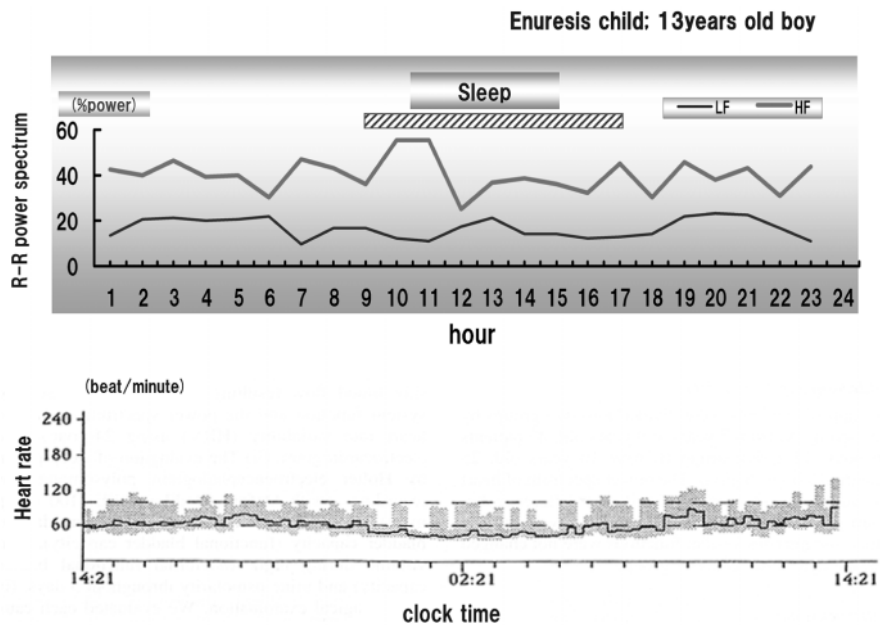 Enuresis child: 13years old boy
Sleep
(%power)
LF HF
R-R power spectrum
60
40
20
0
1 2 3 4 5 6 7 8 9 10 11 12 13 14 15 16 17 18 19 20 21 22 23 24
hour
(beat/minute)
Heart rate
240
180
120
60
14:21 02:21 14:21
clock time